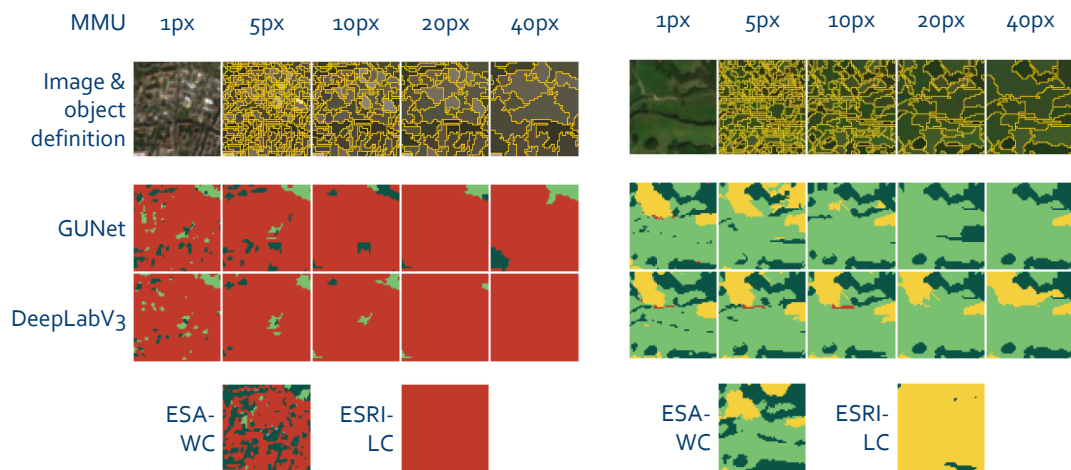 MMU 1px 5px 10px 20px 40px 1px 5px 10px 20px 40px
Image &
object
definition
GUNet
DeepLabV3
ESA-
WC
ESRI-
LC
ESA-
WC
ESRI-
LC